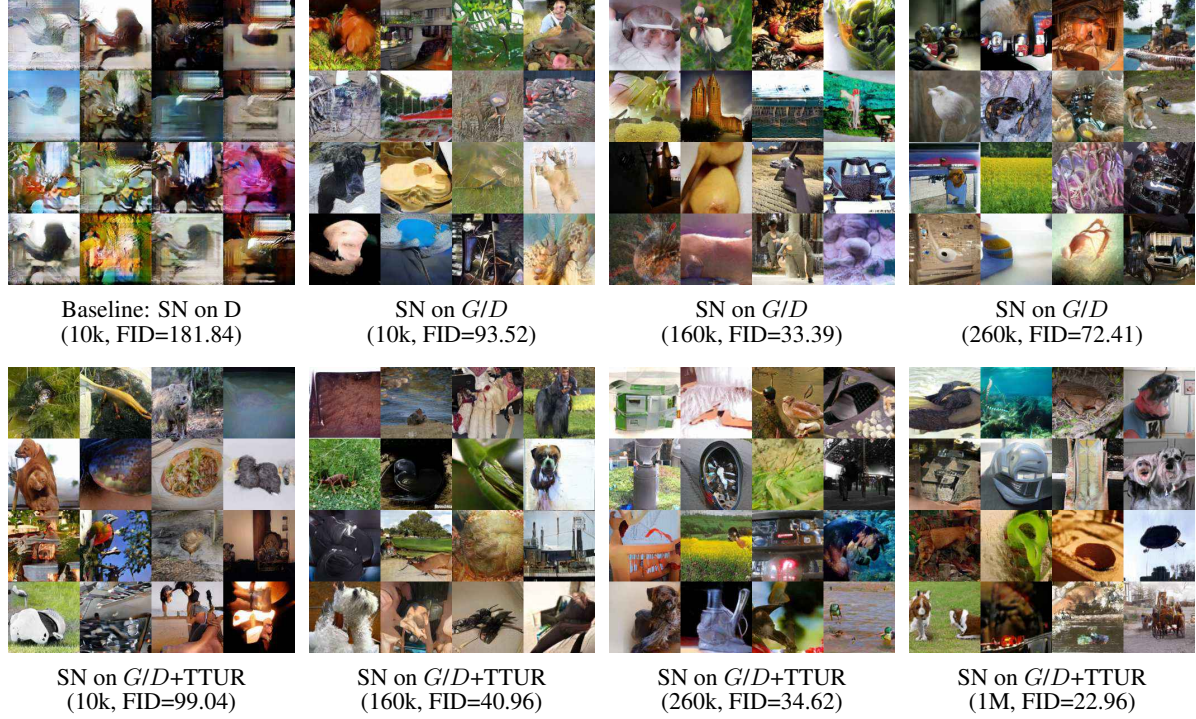 Baseline: SN on D
(10k, FID=181.84)
SN on G/D
(10k, FID=93.52)
SN on G/D
(160k, FID=33.39)
SN on G/D
(260k, FID=72.41)
SN on G/D+TTUR
(10k, FID=99.04)
SN on G/D+TTUR
(160k, FID=40.96)
SN on G/D+TTUR
(260k, FID=34.62)
SN on G/D+TTUR
(1M, FID=22.96)